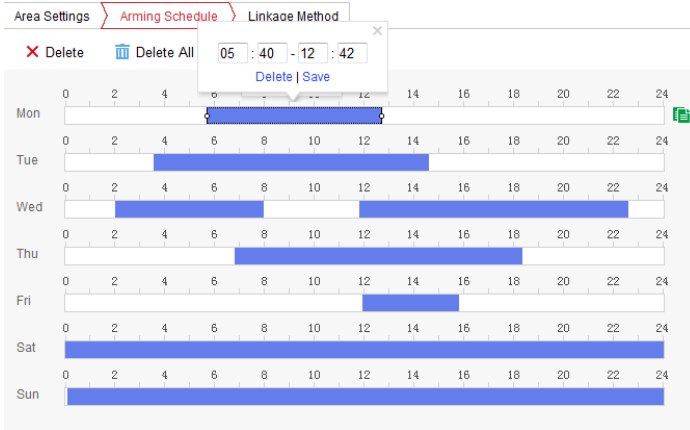 Area Settings Arming Schedule Linkage Method
Delete Delete All
05 : 40 - 12 : 42
Delete | Save
0 2 4 6 8 10 12 14 16 18 20 22 24
Mon
0 2 4 6 8 10 12 14 16 18 20 22 24
Tue
0 2 4 6 8 10 12 14 16 18 20 22 24
Wed
0 2 4 6 8 10 12 14 16 18 20 22 24
Thu
0 2 4 6 8 10 12 14 16 18 20 22 24
Fri
0 2 4 6 8 10 12 14 16 18 20 22 24
Sat
0 2 4 6 8 10 12 14 16 18 20 22 24
Sun